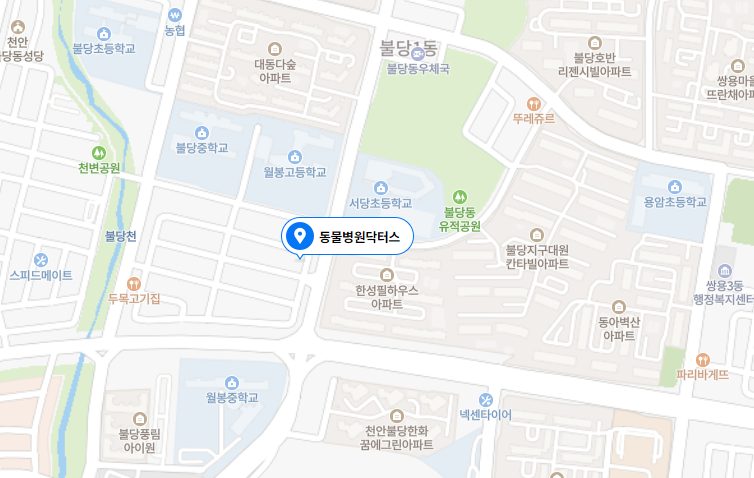 농협
천안
불당동성당
불당초등학교
대동다숲
아파트
불당1동
불당동우체국
불당호반
리젠시빌아파트
쌍용마을
뜨란채아파
뚜레쥬르
불당중학교
월봉고등학교
천변공원
서당초등학교
용암초등학교
불당동
유적공원
불당천
동물병원닥터스
불당지구대원
칸타빌아파트
스피드메이트
두목고기집
한성필하우스
아파트
쌍용3동
행정복지센터
동아벽산
아파트
파리바게뜨
월봉중학교
넥센타이어
불당풍림
아이원
천안불당한화
꿈에그린아파트